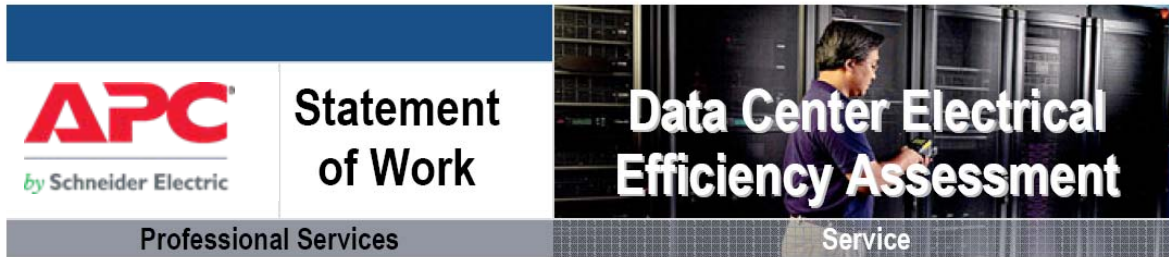 APC
by Schneider Electric
Statement
of Work
Professional Services
Data Center Electrical
Efficiency Assessment
Service